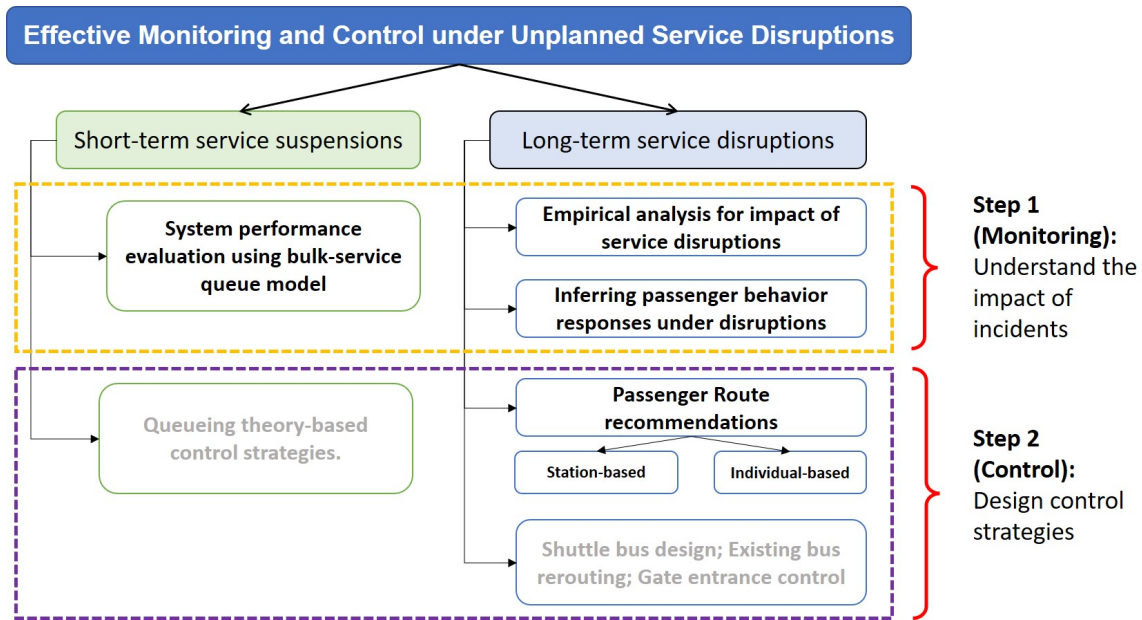 Effective Monitoring and Control under Unplanned Service Disruptions
Short-term service suspensions
Long-term service disruptions
System performance
evaluation using bulk-service
queue model
Empirical analysis for impact of
service disruptions
Inferring passenger behavior
responses under disruptions
Step 1
(Monitoring):
Understand the
impact of
incidents
Queueing theory-based
control strategies.
Passenger Route
recommendations
Station-based
Individual-based
Shuttle bus design; Existing bus
rerouting; Gate entrance control
Step 2
(Control):
Design control
strategies